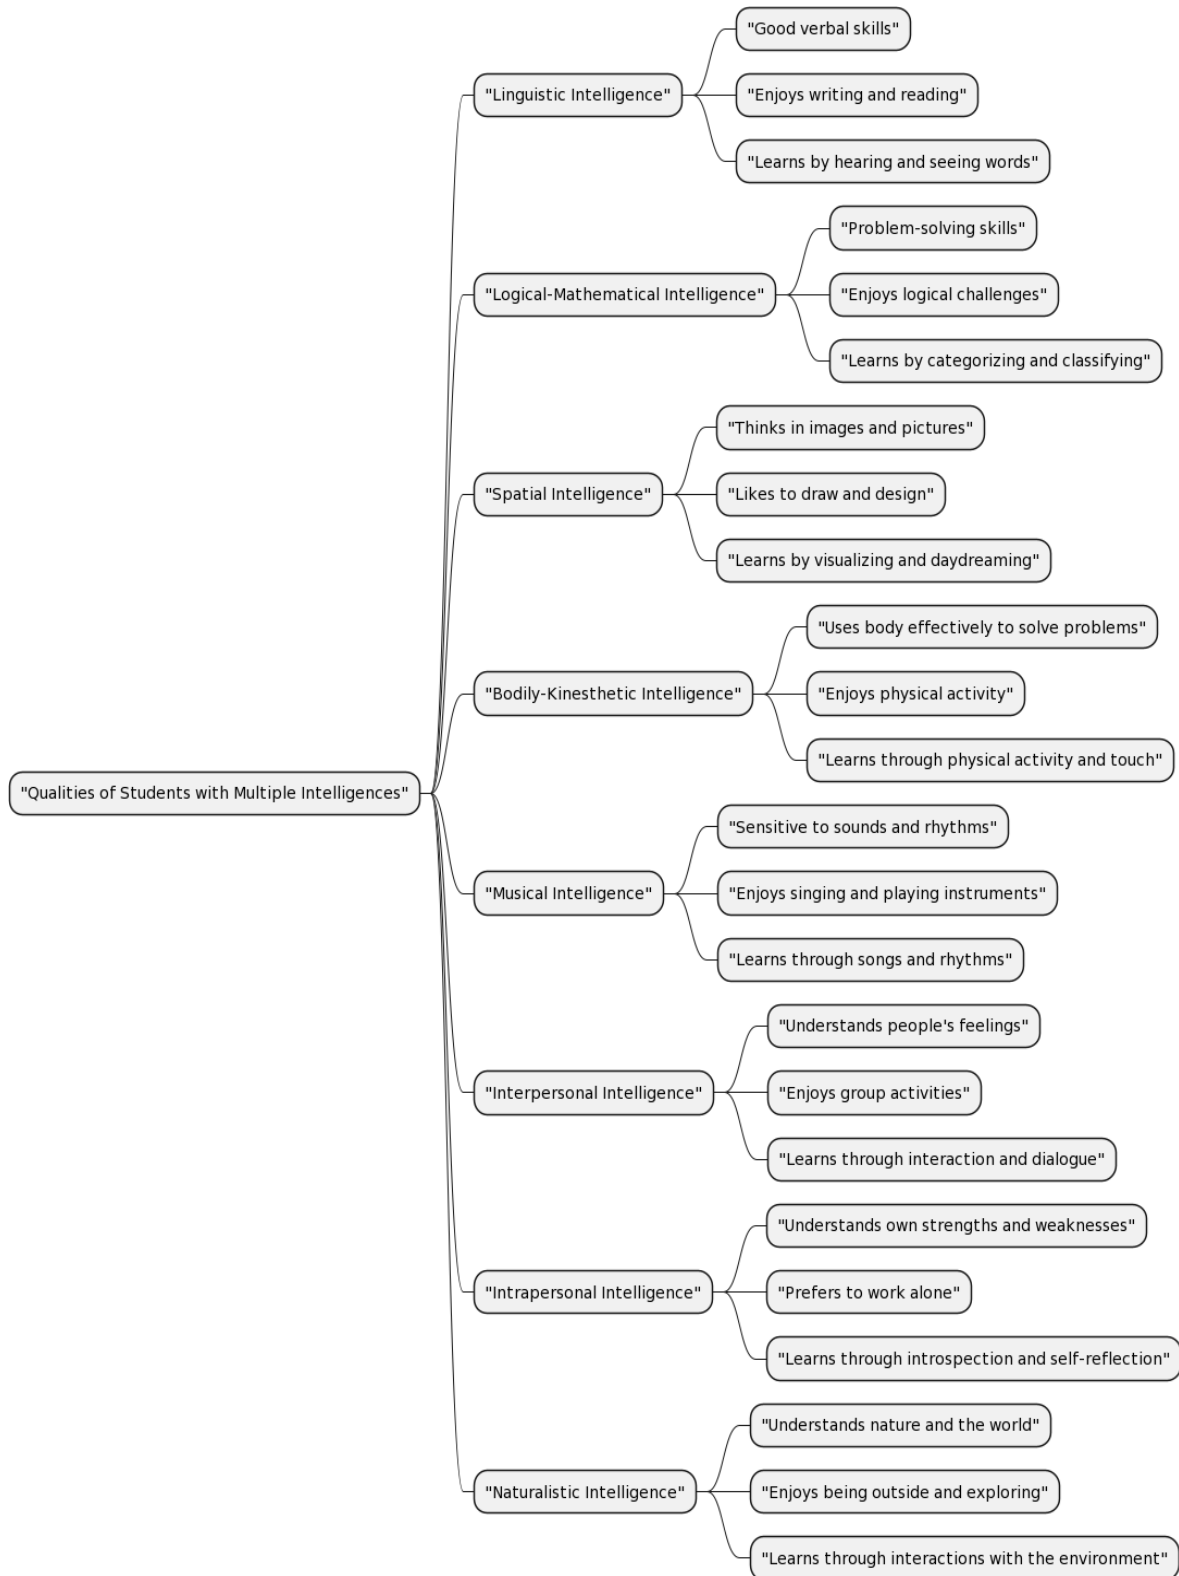 "Good verbal skills"
"Linguistic Intelligence"
"Enjoys writing and reading"
"Learns by hearing and seeing words"
"Problem-solving skills"
"Logical-Mathematical Intelligence"
"Enjoys logical challenges"
"Learns by categorizing and classifying"
"Thinks in images and pictures"
"Spatial Intelligence"
"Likes to draw and design"
"Learns by visualizing and daydreaming"
"Uses body effectively to solve problems"
"Bodily-Kinesthetic Intelligence"
"Enjoys physical activity"
"Learns through physical activity and touch"
"Qualities of Students with Multiple Intelligences"
"Sensitive to sounds and rhythms"
"Musical Intelligence"
"Enjoys singing and playing instruments"
"Learns through songs and rhythms"
"Understands people's feelings"
"Interpersonal Intelligence"
"Enjoys group activities"
"Learns through interaction and dialogue"
"Understands own strengths and weaknesses"
"Intrapersonal Intelligence"
"Prefers to work alone"
"Learns through introspection and self-reflection"
"Understands nature and the world"
"Naturalistic Intelligence"
"Enjoys being outside and exploring"
"Learns through interactions with the environment"